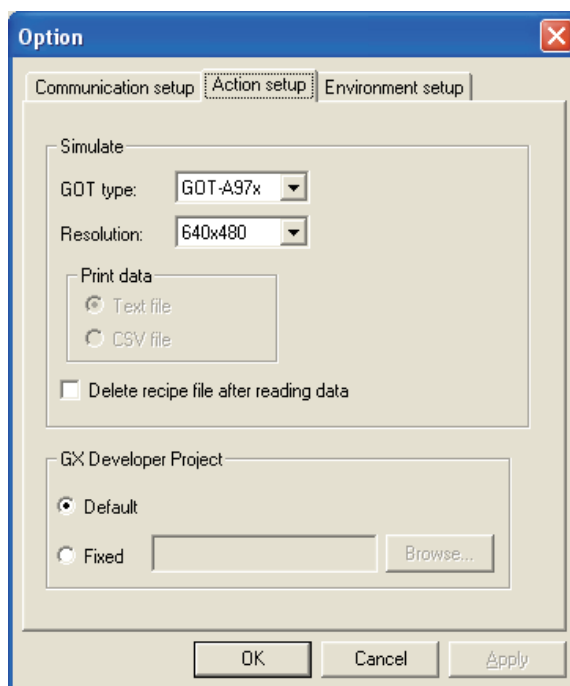 Option
Communication setup Action setup Environment setup
Simulate
GOT type: GOT-A97x
Resolution: 640x480
Print data
Text file
CSV file
Delete recipe file after reading data
GX Developer Project
Default
Fixed Browse...
OK Cancel Apply